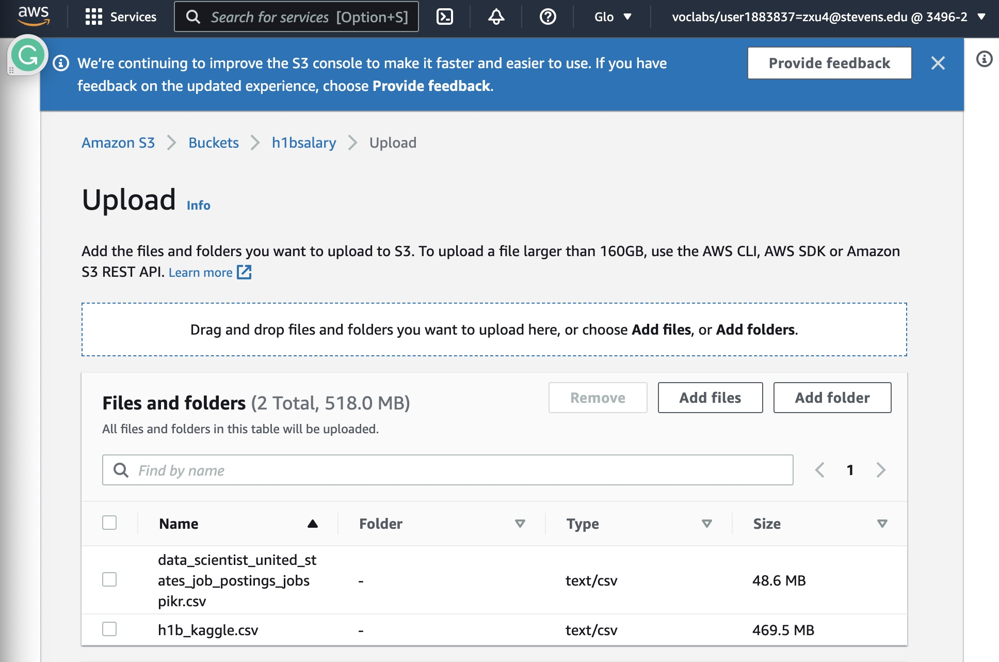 aws
Services
Search for services [Option+S]
Glo
voclabs/user1883837=zxu4@stevens.edu @ 3496-2
G
We’re continuing to improve the S3 console to make it faster and easier to use. If you have
feedback on the updated experience, choose Provide feedback.
Provide feedback
Amazon S3
Buckets
h1bsalary
Upload
Upload Info
Add the files and folders you want to upload to S3. To upload a file larger than 160GB, use the AWS CLI, AWS SDK or Amazon
S3 REST API. Learn more
Drag and drop files and folders you want to upload here, or choose Add files, or Add folders.
Files and folders (2 Total, 518.0 MB)
Remove
Add files
Add folder
All files and folders in this table will be uploaded.
Find by name
1
Name
Folder
Type
Size
data_scientist_united_st
ates_job_postings_jobs
pikr.csv
-
text/csv
48.6 MB
h1b_kaggle.csv
-
text/csv
469.5 MB